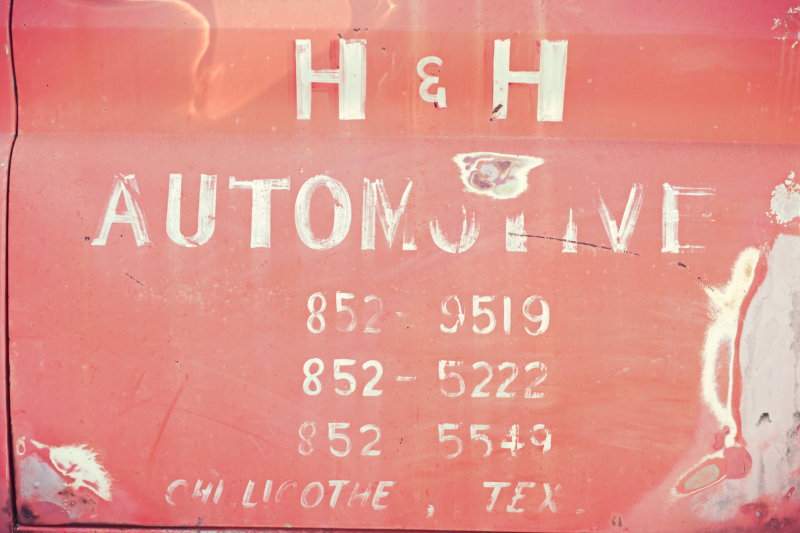 H & H
AUTOMOTIVE
852-9519
852-5222
852 5549
CHILLICOTHE, TEX.